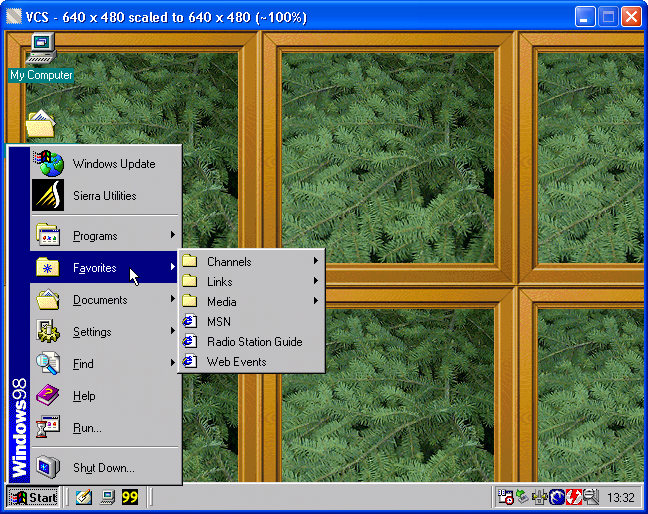 VCS - 640 x 480 scaled to 640 x 480 (~100%)
My Computer
Windows Update
Sierra Utilities
Programs
Favorites
Documents
Settings
Find
Help
Run...
Shut Down...
Windows98
Channels
Links
Media
MSN
Radio Station Guide
Web Events
Start
99
13:32